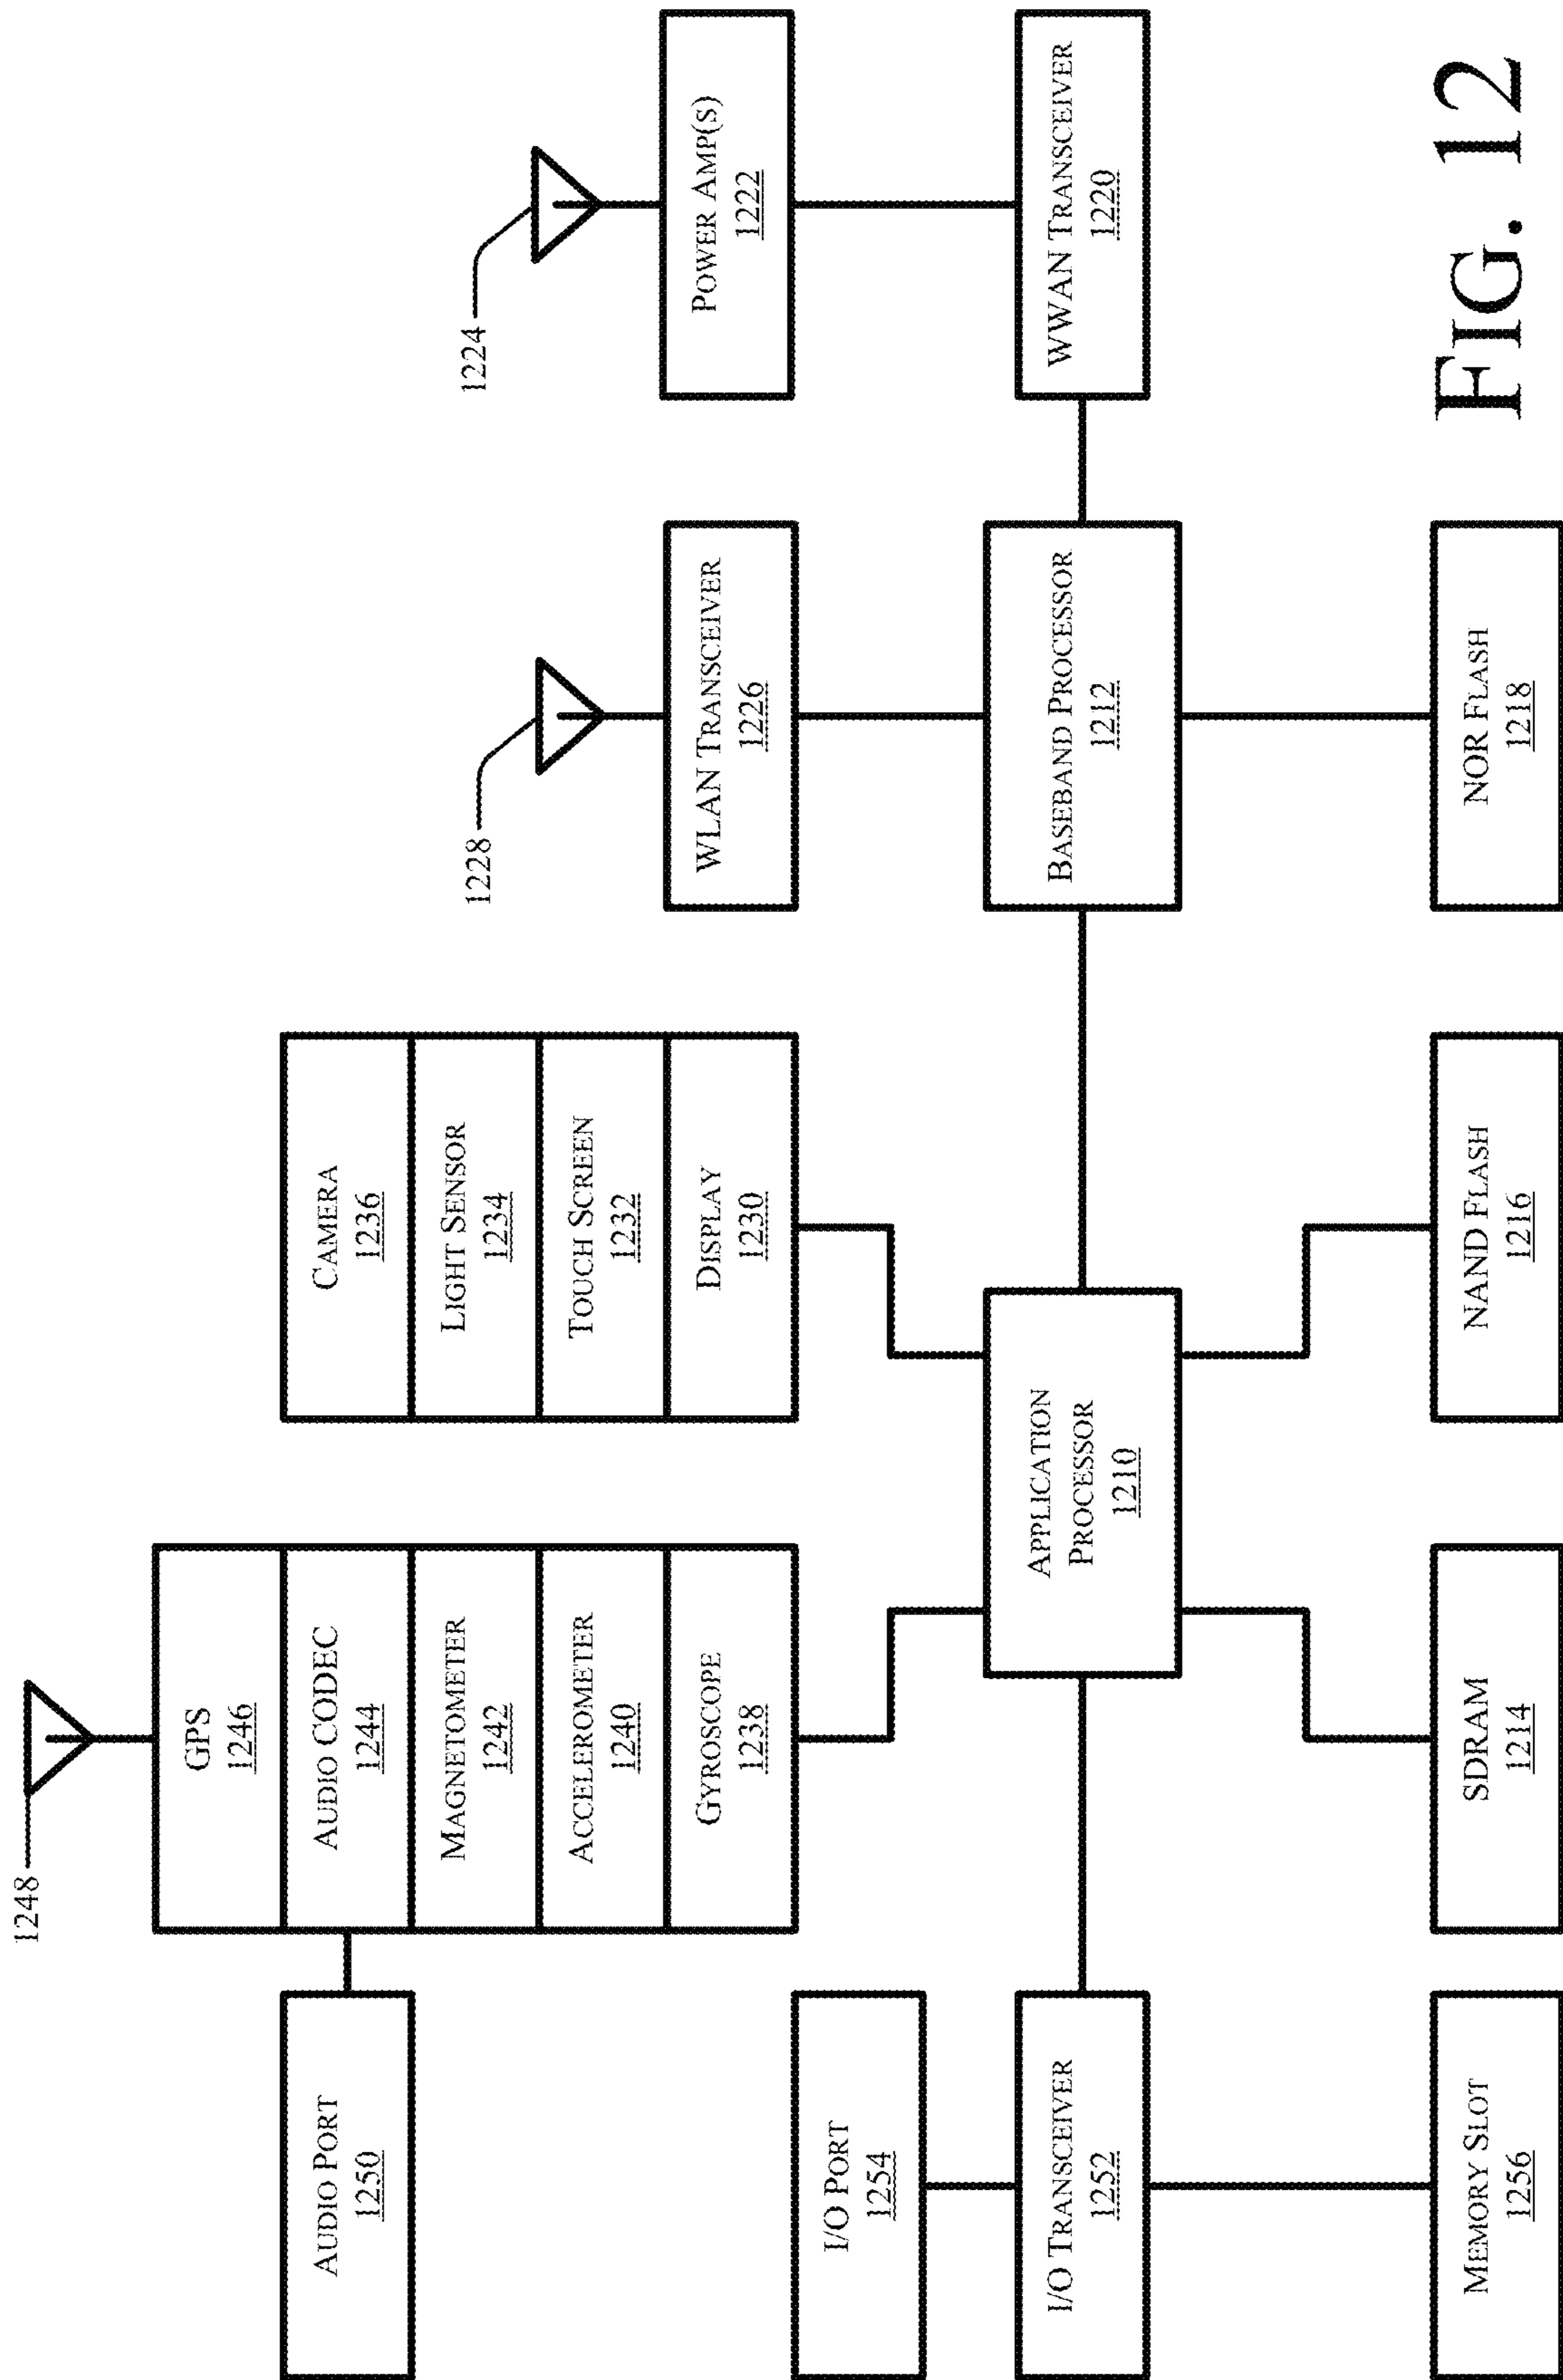 1248
GPS
1246
AUDIO PORT
1250
AUDIO CODEC
1244
CAMERA
1236
MAGNETOMETER
1242
LIGHT SENSOR
1234
1228
1224
ACCELEROMETER
1240
TOUCH SCREEN
1232
GYROSCOPE
1238
DISPLAY
1230
WLAN TRANSCEIVER
1226
POWER AMP(S)
1222
I/O PORT
1254
I/O TRANSCEIVER
1252
APPLICATION
PROCESSOR
1210
BASEBAND PROCESSOR
1212
WWAN TRANSCEIVER
1220
MEMORY SLOT
1256
SDRAM
1214
NAND FLASH
1216
NOR FLASH
1218
FIG. 12